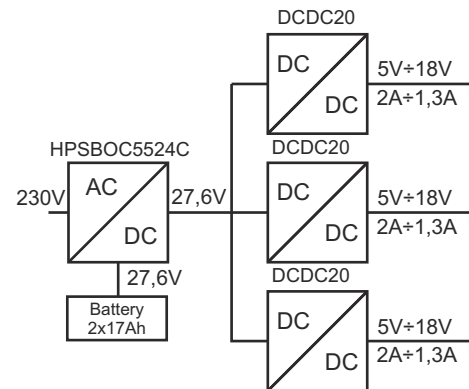 DCDC20
DC
DC
5V÷18V
2A÷1,3A
HPSBOC5524C
230V
AC
DC
27,6V
27,6V
Battery
2x17Ah
DCDC20
DC
DC
5V÷18V
2A÷1,3A
DCDC20
DC
DC
5V÷18V
2A÷1,3A